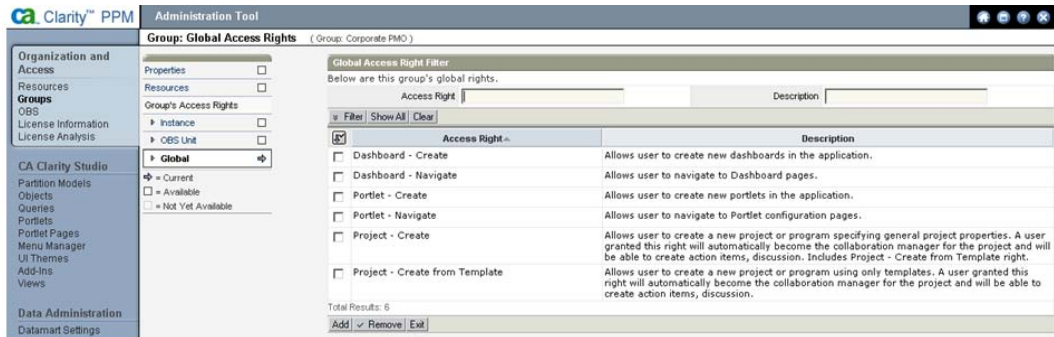 ca Clarity™ PPM
Administration Tool
Group: Global Access Rights ( Group: Corporate PMO )
Organization and
Access
Resources
Groups
OBS
License Information
License Analysis
CA Clarity Studio
Partition Models
Objects
Queries
Portlets
Portlet Pages
Menu Manager
UI Themes
Add-Ins
Views
Data Administration
Datamart Settings
Properties
Resources
Group's Access Rights
Instance
OBS Unit
Global
= Current
= Available
= Not Yet Available
Global Access Right Filter
Below are this group's global rights.
Access Right
Description
Filter Show All Clear
Access Right Description
Dashboard - Create Allows user to create new dashboards in the application.
Dashboard - Navigate Allows user to navigate to Dashboard pages.
Portlet - Create Allows user to create new portlets in the application.
Portlet - Navigate Allows user to navigate to Portlet configuration pages.
Project - Create Allows user to create a new project or program specifying general project properties. A user
granted this right will automatically become the collaboration manager for the project and will
be able to create action items, discussion. Includes Project - Create from Template right.
Project - Create from Template Allows user to create a new project or program using only templates. A user granted this
right will automatically become the collaboration manager for the project and will be able to
create action items, discussion.
Total Results: 6
Add Remove Exit